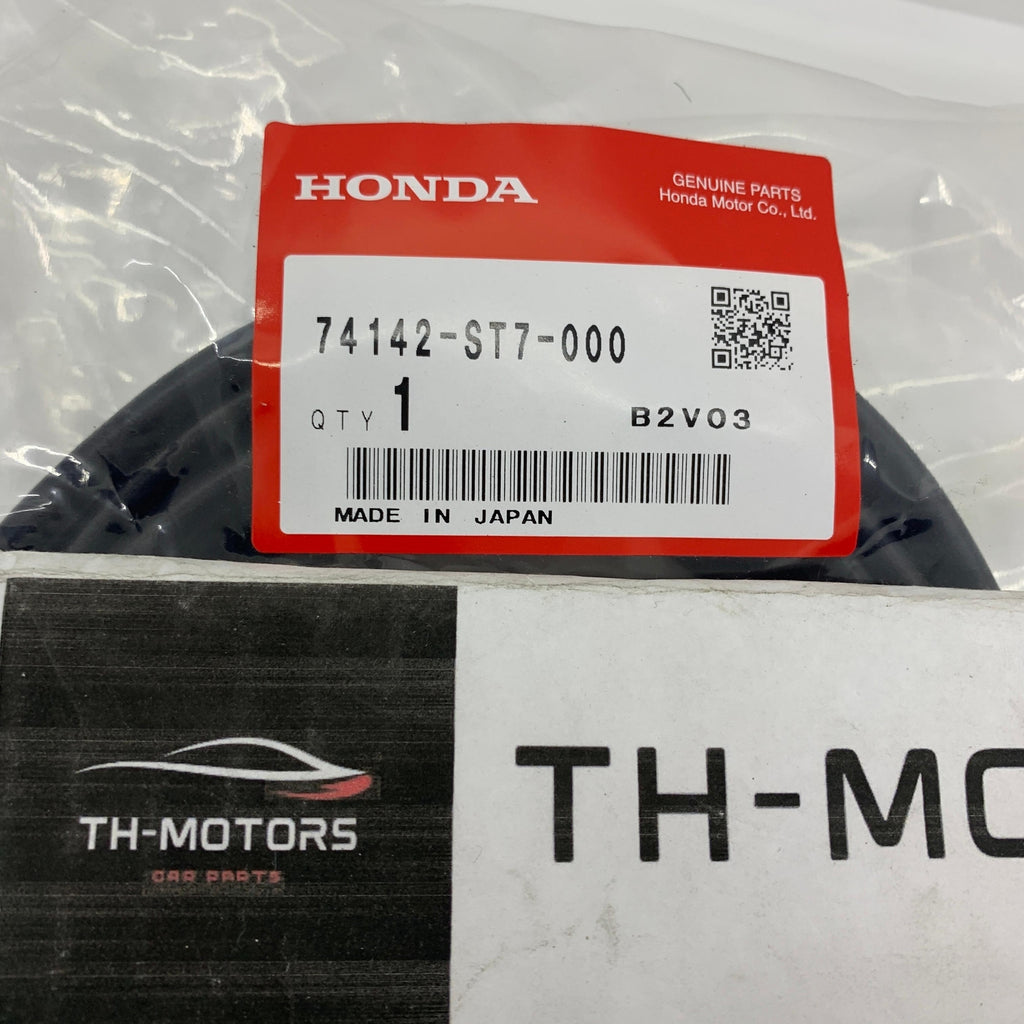 HONDA
GENUINE PARTS
Honda Motor Co., Ltd.
74142-ST7-000
QTY 1
B2V03
MADE IN JAPAN
TH-MOTORS
CAR PARTS
TH-MO